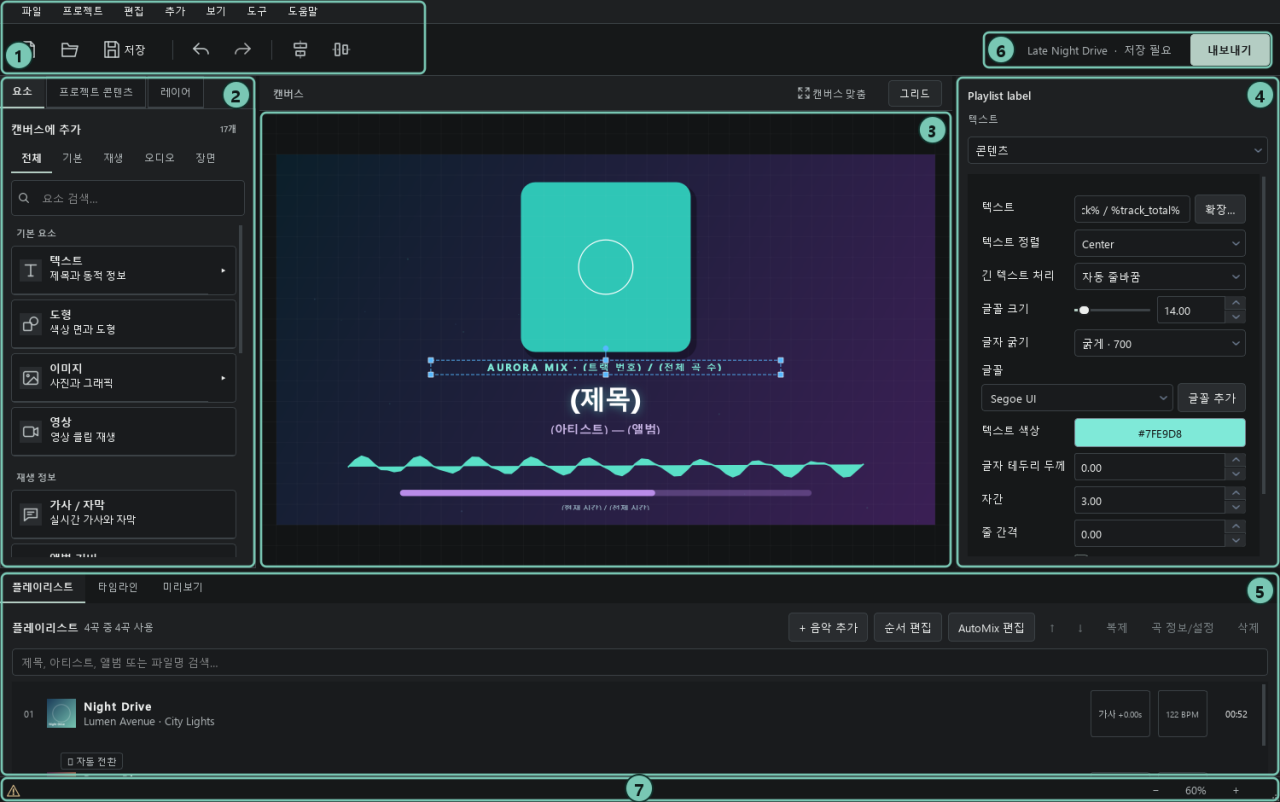 파일 프로젝트 편집 추가 보기 도구 도움말
1 저장
6 Late Night Drive · 저장 필요 내보내기
요소 프로젝트 콘텐츠 레이어 2
캔버스에 추가 17개
전체 기본 재생 오디오 장면
요소 검색...
기본 요소
텍스트
제목과 동적 정보
도형
색상 면과 도형
이미지
사진과 그래픽
영상
영상 클립 재생
재생 정보
가사 / 자막
실시간 가사와 자막
캔버스 캔버스 맞춤 그리드
3
AURORA MIX · (트랙 번호) / (전체 곡 수)
(제목)
(아티스트) — (앨범)
(현재 시간) / (전체 시간)
Playlist label 4
텍스트
콘텐츠
텍스트 :k% / %track_total% 확장...
텍스트 정렬 Center
긴 텍스트 처리 자동 줄바꿈
글꼴 크기 14.00
글자 굵기 굵게 · 700
글꼴
Segoe UI 글꼴 추가
텍스트 색상 #7FE9D8
글자 테두리 두께 0.00
자간 3.00
줄 간격 0.00
플레이리스트 타임라인 미리보기 5
플레이리스트 4곡 중 4곡 사용 + 음악 추가 순서 편집 AutoMix 편집 ↑ ↓ 복제 곡 정보/설정 삭제
제목, 아티스트, 앨범 또는 파일명 검색...
01 Night Drive 가사 +0.00s 122 BPM 00:52
Lumen Avenue · City Lights
자동 전환
7 − 60% +